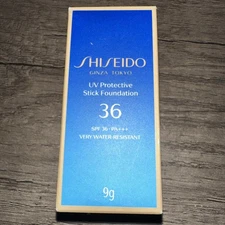 SHISEIDO
GINZA TOKYO
UV Protective
Stick Foundation
36
SPF 36・PA+++
VERY WATER-RESISTANT
9g